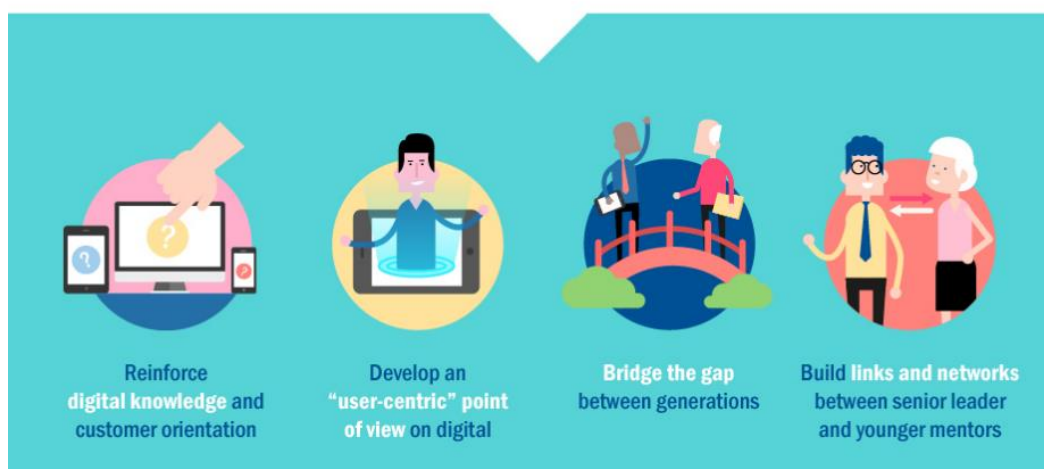 ?
?
?
Reinforce
digital knowledge and
customer orientation
Develop an
“user-centric” point
of view on digital
Bridge the gap
between generations
Build links and networks
between senior leader
and younger mentors